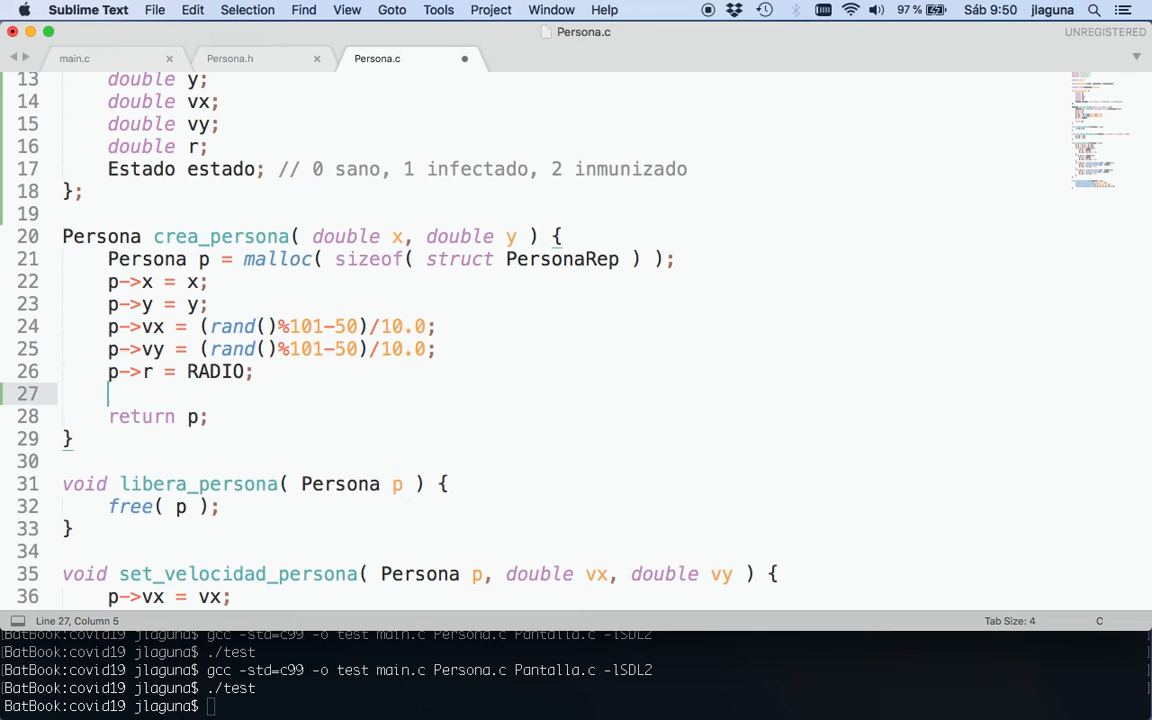 Sublime Text File Edit Selection Find View Goto Tools Project Window Help 97 % Sáb 9:50 jlaguna
Persona.c UNREGISTERED
main.c Persona.h Persona.c
13 double y;
14 double vx;
15 double vy;
16 double r;
17 Estado estado; // 0 sano, 1 infectado, 2 inmunizado
18 };
19
20 Persona crea_persona( double x, double y ) {
21 Persona p = malloc( sizeof( struct PersonaRep ) );
22 p->x = x;
23 p->y = y;
24 p->vx = (rand()%101-50)/10.0;
25 p->vy = (rand()%101-50)/10.0;
26 p->r = RADIO;
27
28 return p;
29 }
30
31 void libera_persona( Persona p ) {
32 free( p );
33 }
34
35 void set_velocidad_persona( Persona p, double vx, double vy ) {
36 p->vx = vx;
Line 27, Column 5 Tab Size: 4 C
[BatBook:covid19 jlaguna$ gcc -std=c99 -o test main.c Persona.c Pantalla.c -lSDL2 ]
[BatBook:covid19 jlaguna$ ./test ]
[BatBook:covid19 jlaguna$ gcc -std=c99 -o test main.c Persona.c Pantalla.c -lSDL2 ]
[BatBook:covid19 jlaguna$ ./test ]
BatBook:covid19 jlaguna$